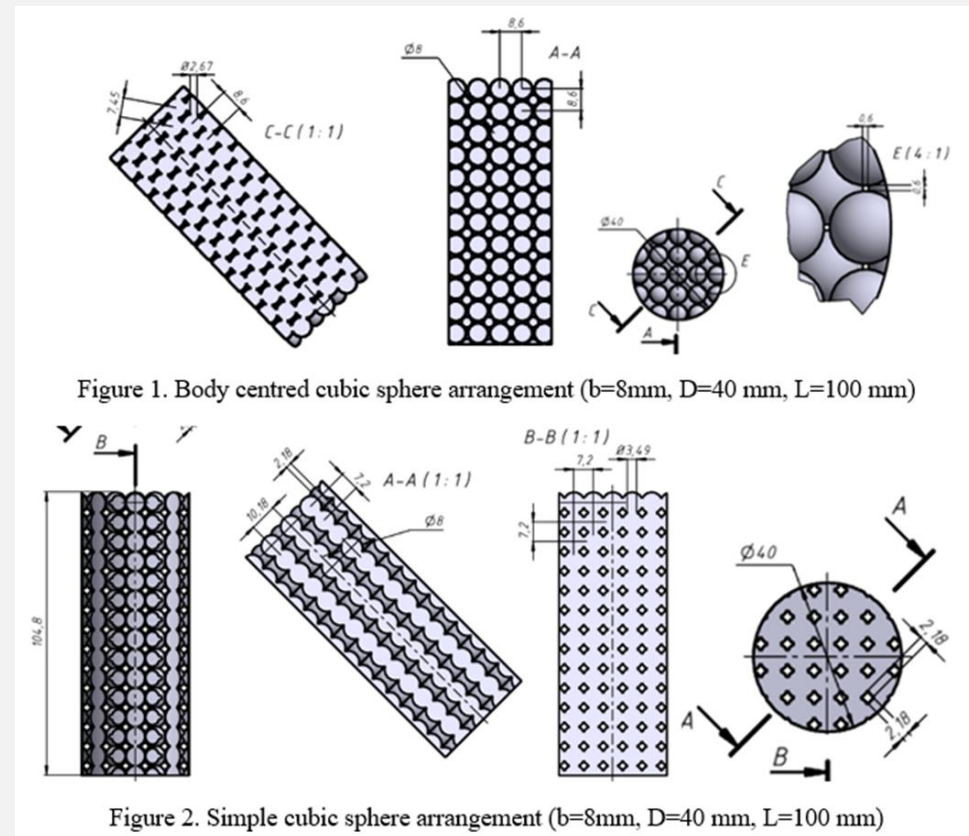 8,6
Ø8
A-A
Ø2,67
8,6
7,45
C-C(1:1)
8,6
0,6
E(4:1)
0,6
C
Ø40
E
C
A
Figure 1. Body centred cubic sphere arrangement (b=8mm, D=40 mm, L=100 mm)
B
B-B(1:1)
Ø3,49
7,2
2,18
7,2
A-A(1:1)
10,18
Ø8
7,2
A
Ø40
104,8
2,18
A
2,18
B
Figure 2. Simple cubic sphere arrangement (b=8mm, D=40 mm, L=100 mm)